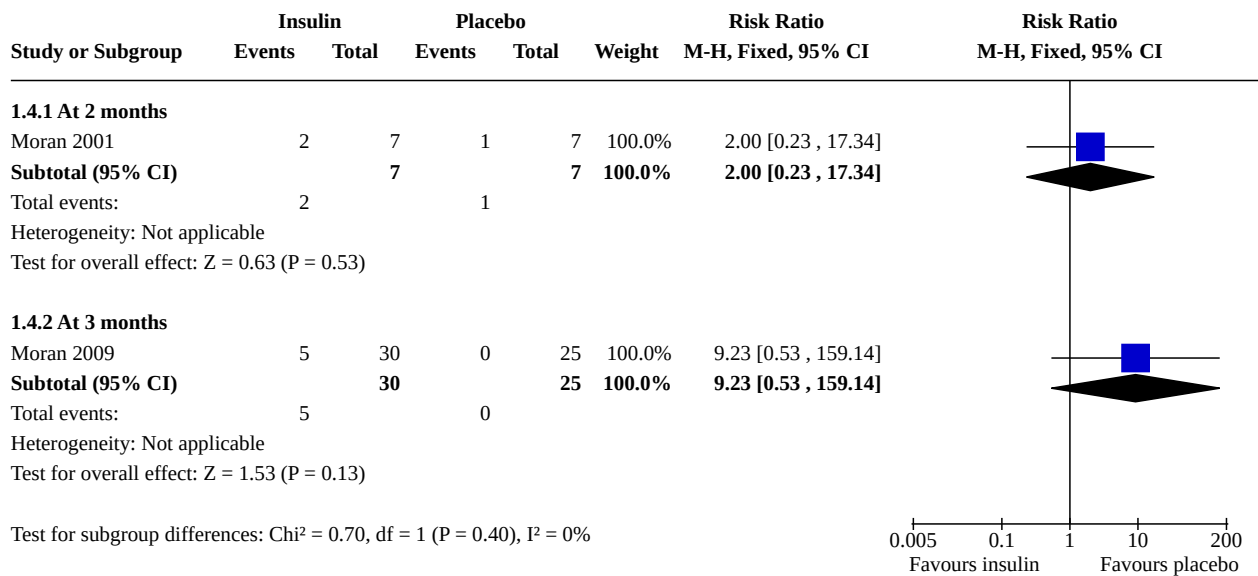 Insulin Placebo Risk Ratio Risk Ratio
Study or Subgroup Events Total Events Total Weight M-H, Fixed, 95% CI M-H, Fixed, 95% CI
1.4.1 At 2 months
Moran 2001 2 7 1 7 100.0% 2.00 [0.23 , 17.34]
Subtotal (95% CI) 7 7 100.0% 2.00 [0.23 , 17.34]
Total events: 2 1
Heterogeneity: Not applicable
Test for overall effect: Z = 0.63 (P = 0.53)
1.4.2 At 3 months
Moran 2009 5 30 0 25 100.0% 9.23 [0.53 , 159.14]
Subtotal (95% CI) 30 25 100.0% 9.23 [0.53 , 159.14]
Total events: 5 0
Heterogeneity: Not applicable
Test for overall effect: Z = 1.53 (P = 0.13)
Test for subgroup differences: Chi² = 0.70, df = 1 (P = 0.40), I² = 0%
0.005 0.1 1 10 200
Favours insulin Favours placebo